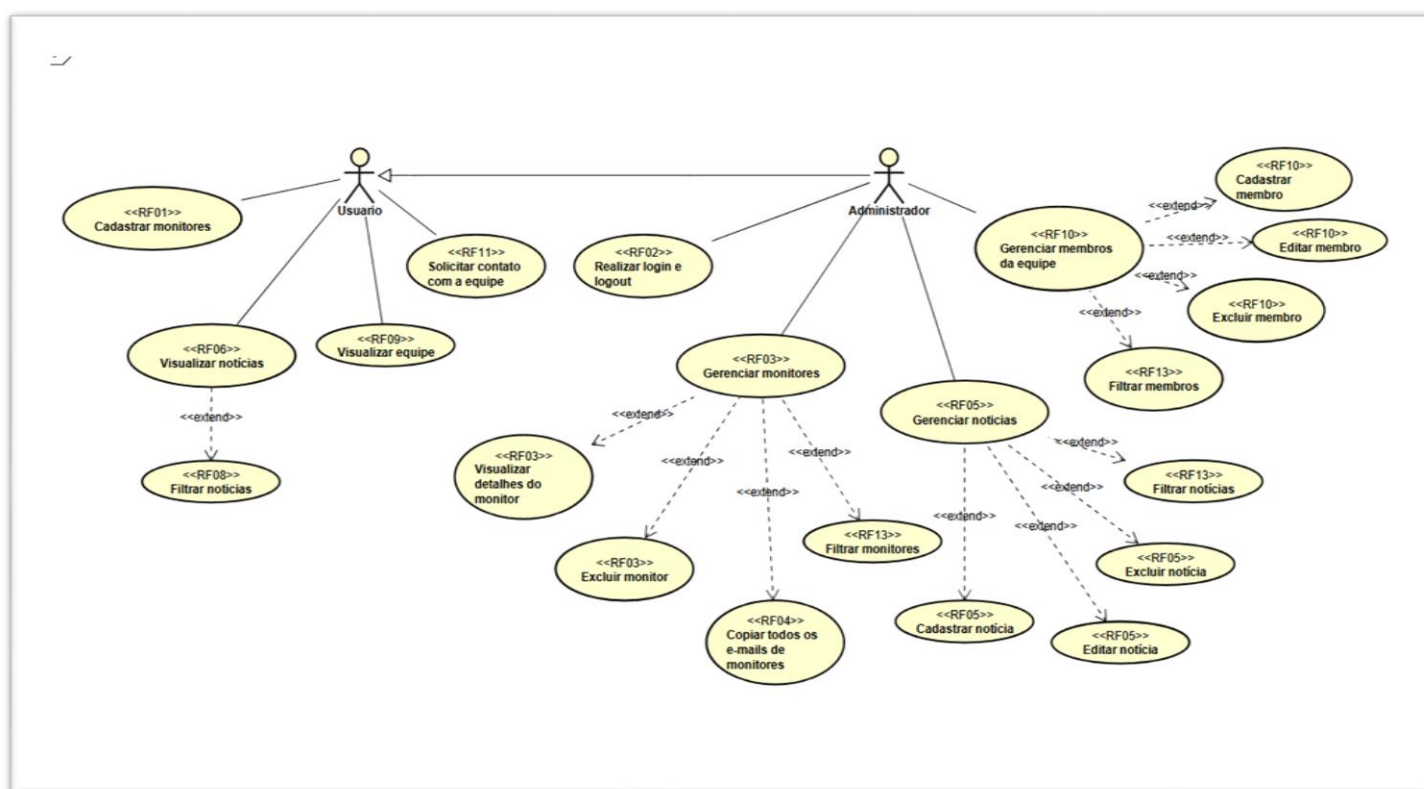 Usuario
Administrador
<<RF01>>
Cadastrar monitores
<<RF11>>
Solicitar contato
com a equipe
<<RF06>>
Visualizar notícias
<<RF09>>
Visualizar equipe
<<extend>>
<<RF08>>
Filtrar noticias
<<RF02>>
Realizar login e
logout
<<RF03>>
Gerenciar monitores
<<extend>>
<<RF03>>
Visualizar
detalhes do
monitor
<<extend>>
<<RF03>>
Excluir monitor
<<extend>>
<<RF04>>
Copiar todos os
e-mails de
monitores
<<extend>>
<<RF13>>
Filtrar monitores
<<RF05>>
Gerenciar noticias
<<extend>>
<<RF05>>
Cadastrar notícia
<<extend>>
<<RF05>>
Editar notícia
<<extend>>
<<RF05>>
Excluir notícia
<<extend>>
<<RF13>>
Filtrar notícias
<<RF10>>
Gerenciar membros
da equipe
<<extend>>
<<RF10>>
Cadastrar
membro
<<extend>>
<<RF10>>
Editar membro
<<extend>>
<<RF10>>
Excluir membro
<<extend>>
<<RF13>>
Filtrar membros